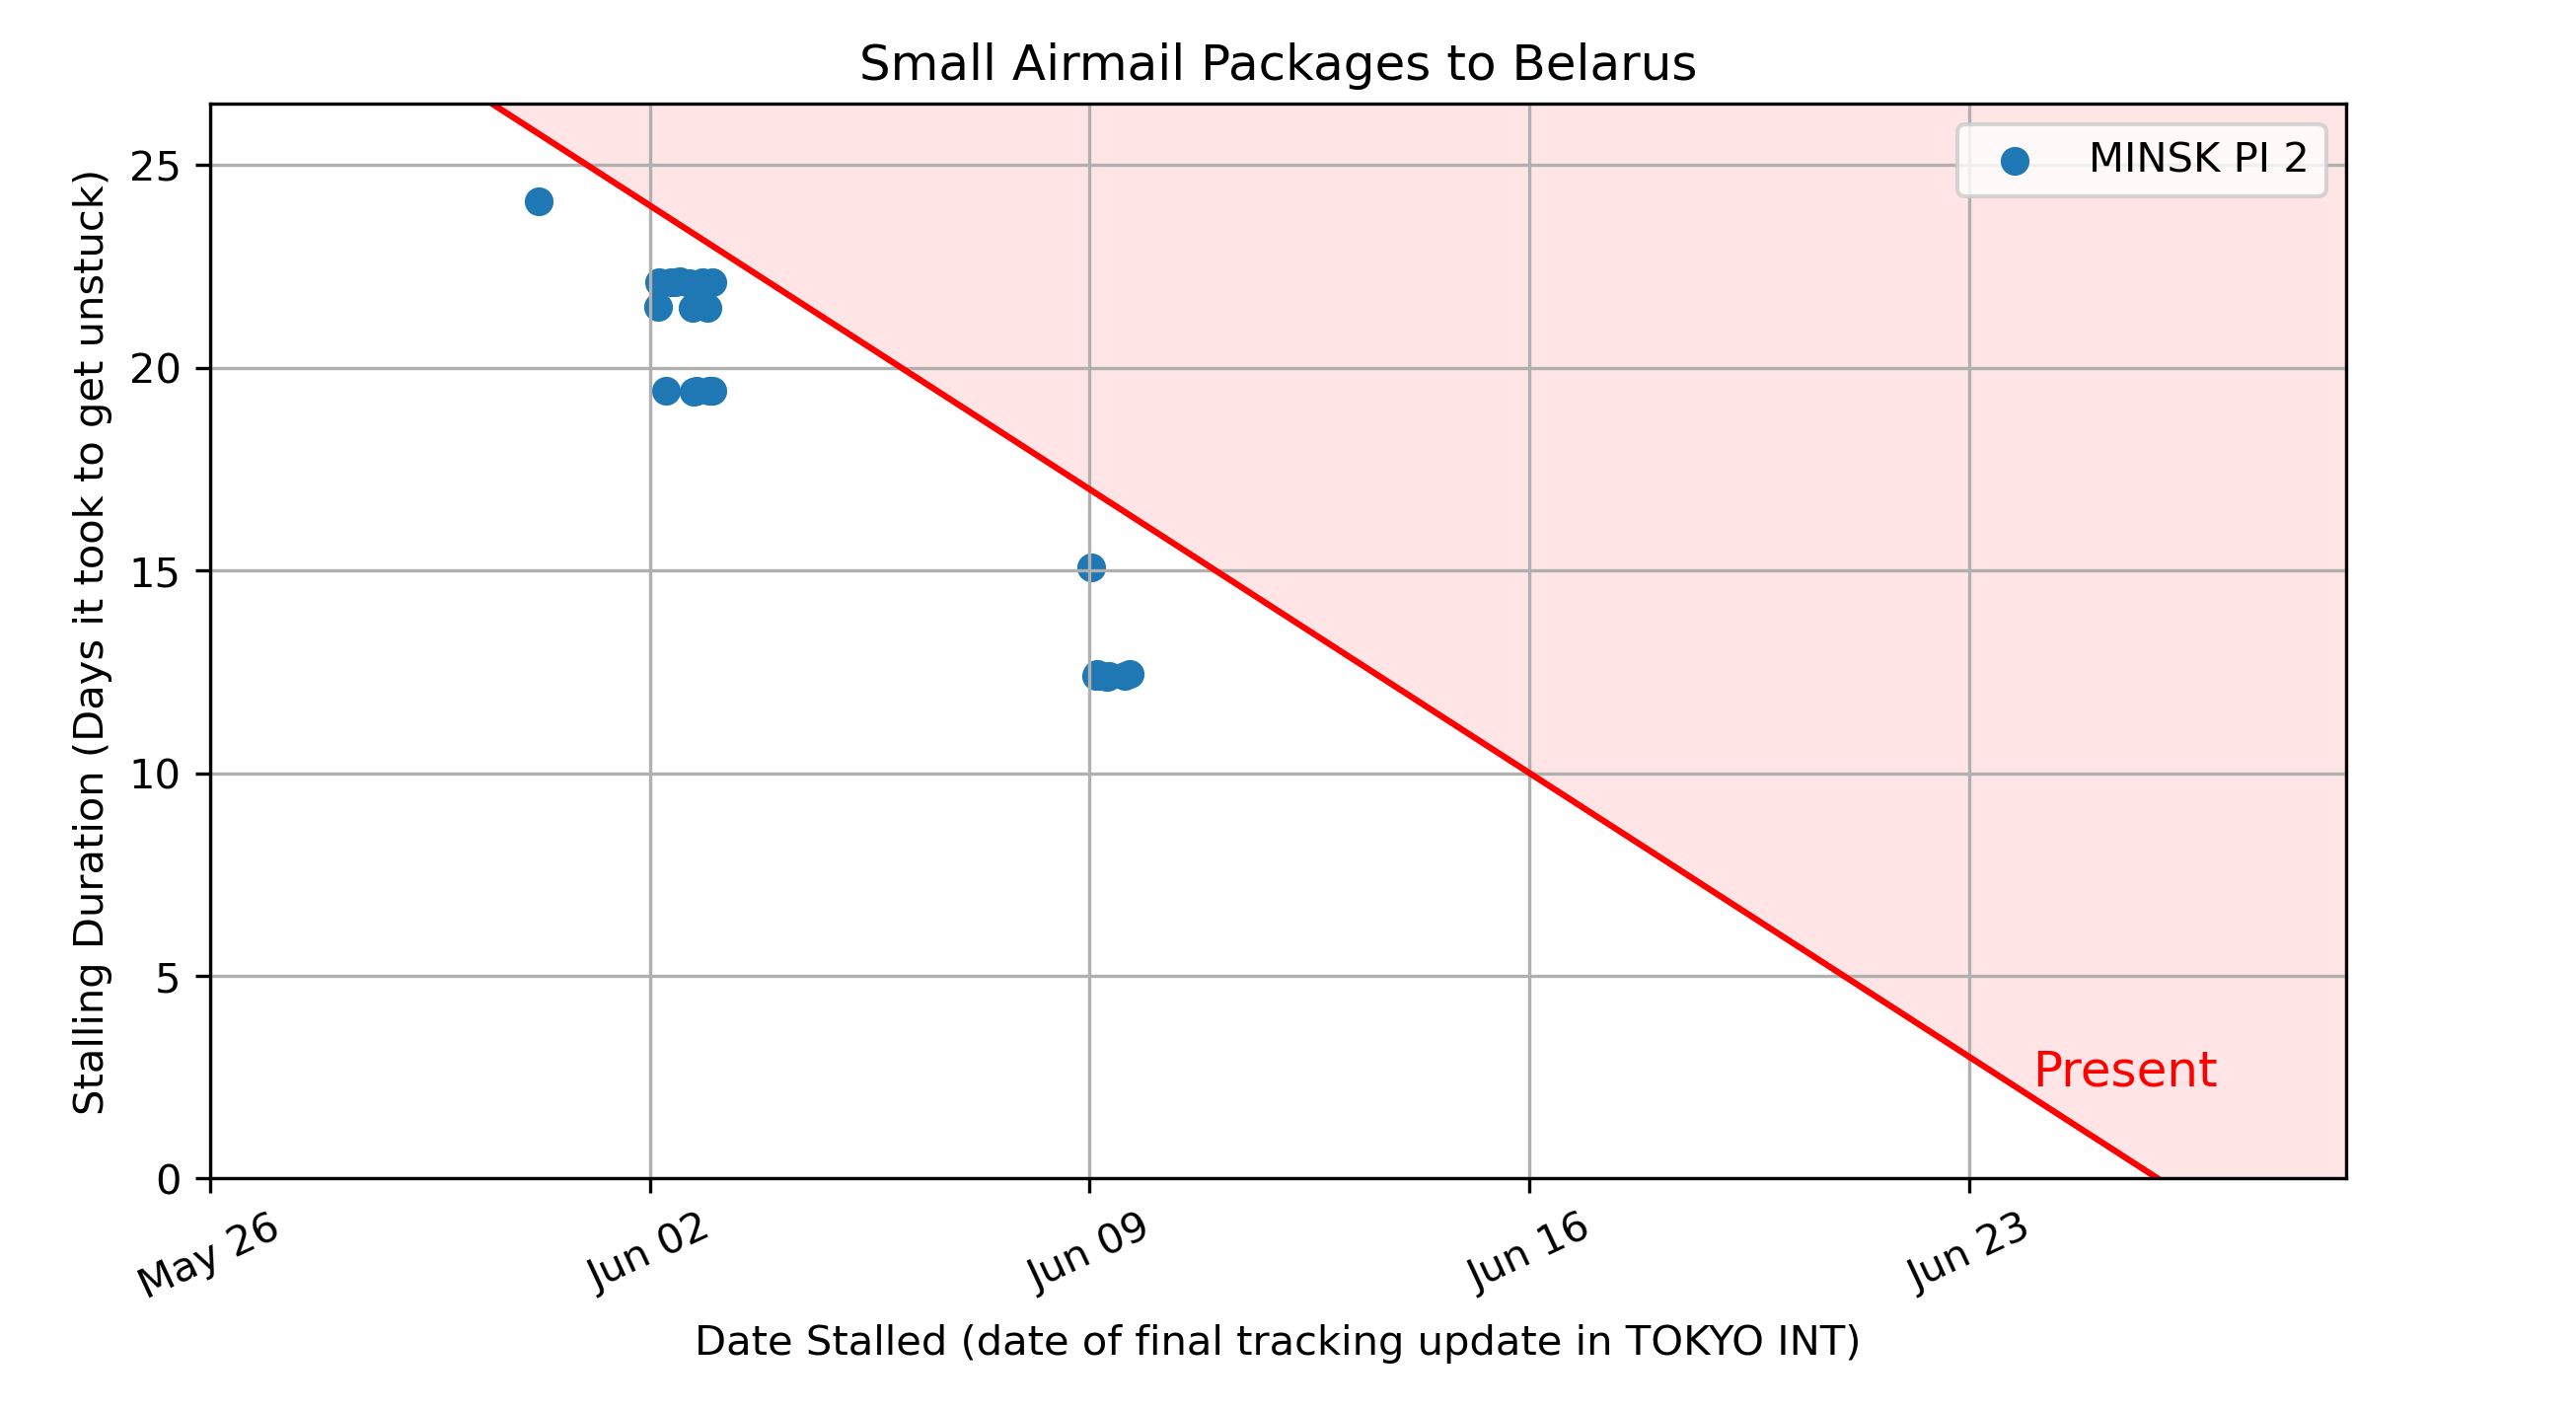 Small Airmail Packages to Belarus
MINSK PI 2
Stalling Duration (Days it took to get unstuck)
25
20
15
10
5
0
Present
May 26
Jun 02
Jun 09
Jun 16
Jun 23
Date Stalled (date of final tracking update in TOKYO INT)